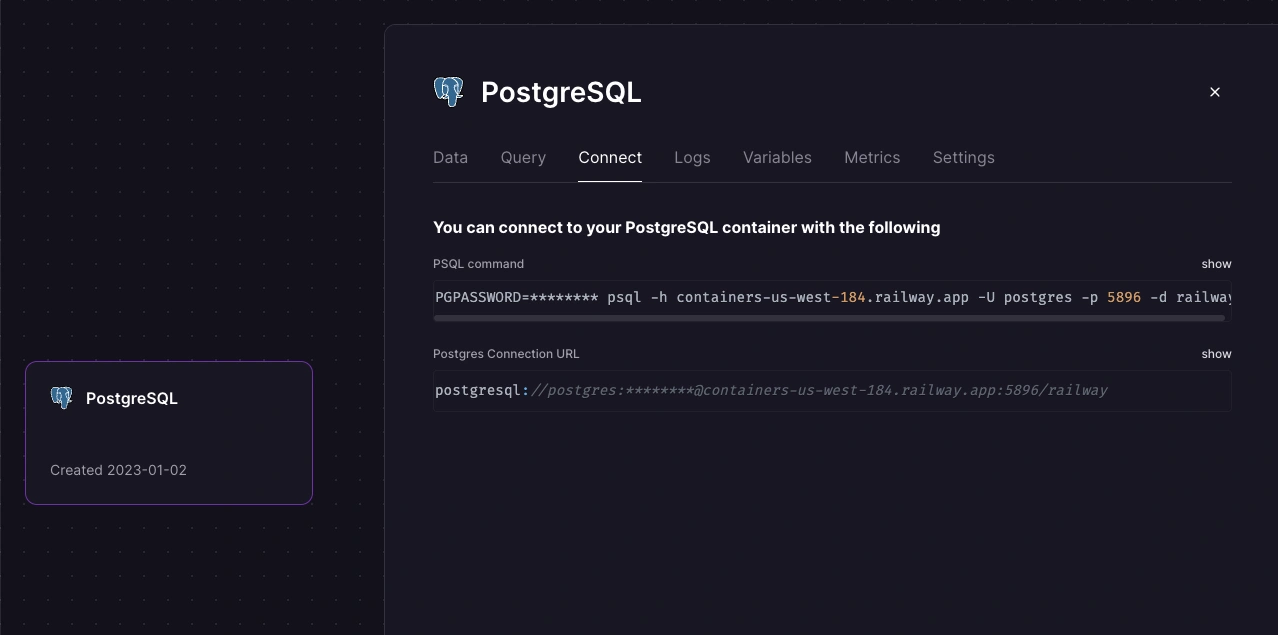 PostgreSQL
Data Query Connect Logs Variables Metrics Settings
You can connect to your PostgreSQL container with the following
PSQL command show
PGPASSWORD=******** psql -h containers-us-west-184.railway.app -U postgres -p 5896 -d railway
Postgres Connection URL show
postgresql://postgres:********@containers-us-west-184.railway.app:5896/railway
PostgreSQL
Created 2023-01-02